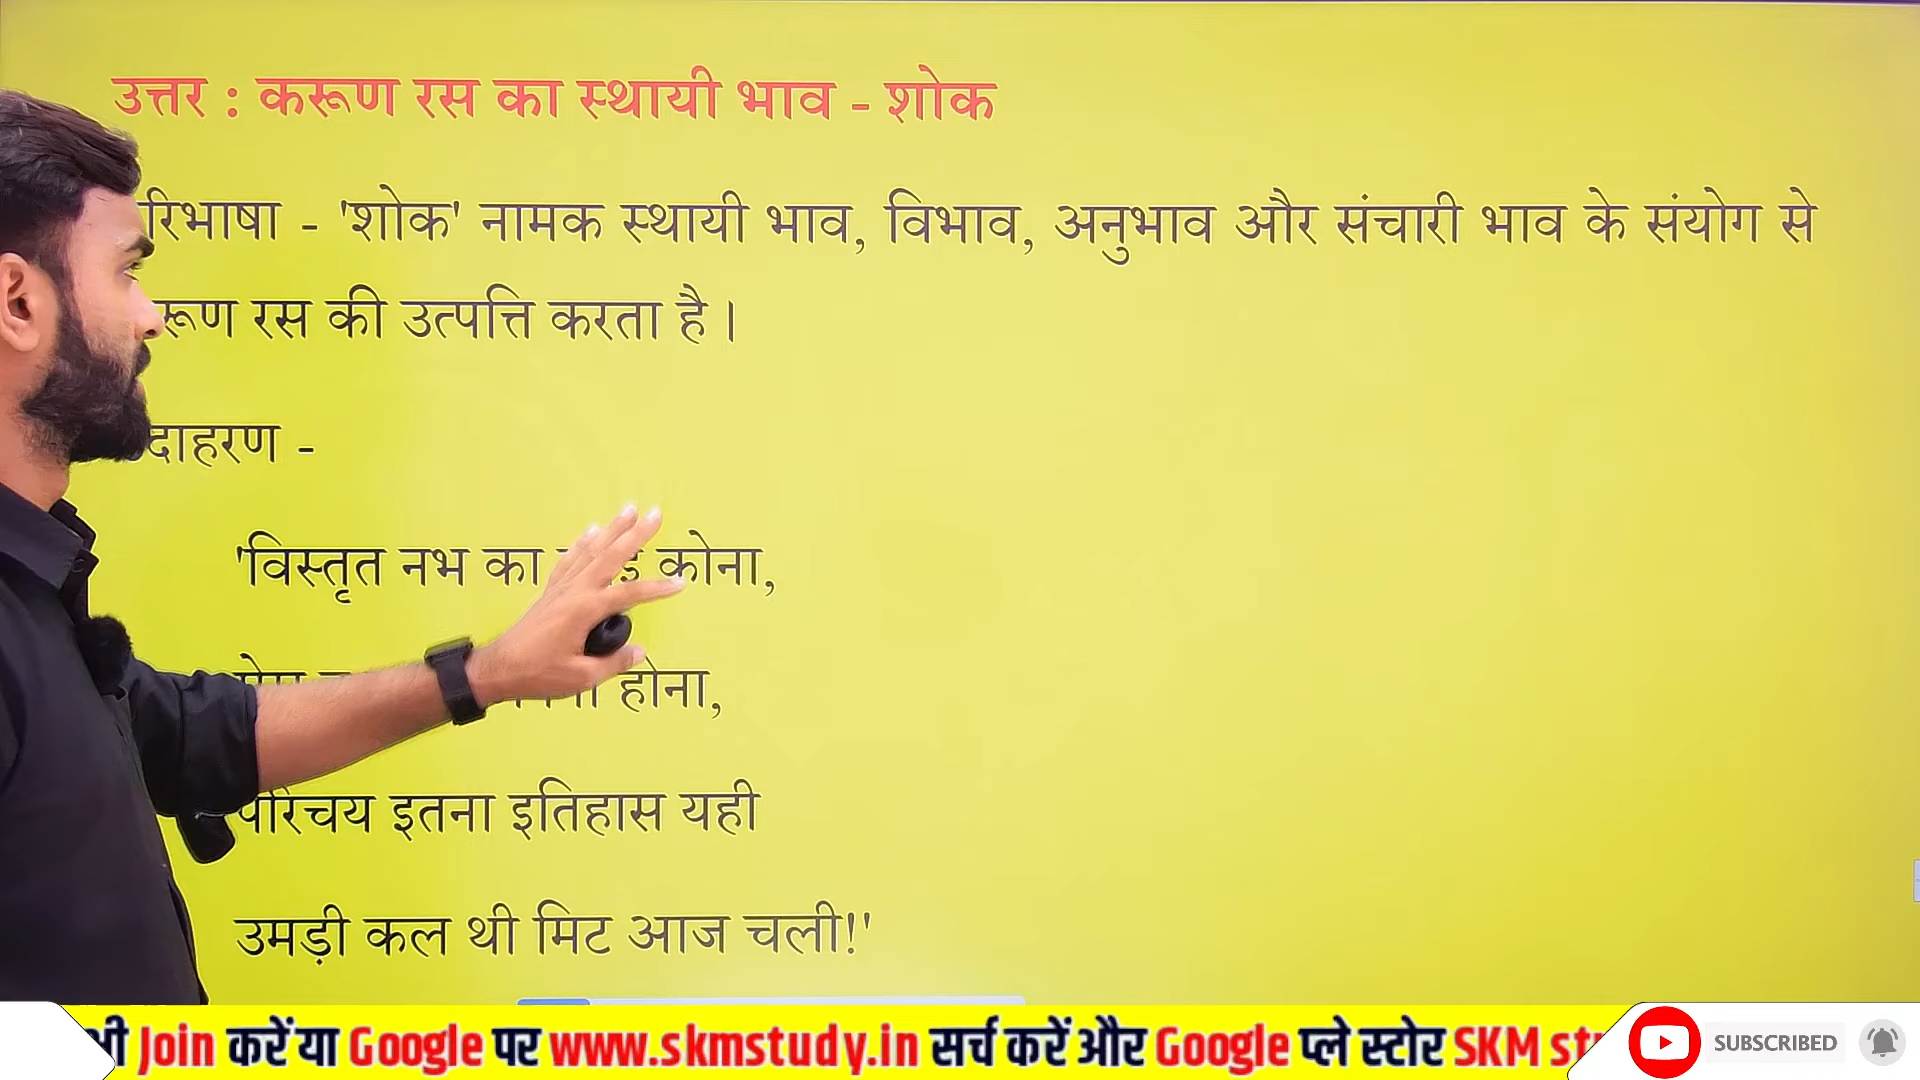 उत्तर : करूण रस का स्थायी भाव - शोक
रिभाषा - 'शोक' नामक स्थायी भाव, विभाव, अनुभाव और संचारी भाव के संयोग से
रूण रस की उत्पत्ति करता है ।
दाहरण -
'विस्तृत नभ का कोना,
होना,
परिचय इतना इतिहास यही
उमड़ी कल थी मिट आज चली!'
भी Join करें या Google पर www.skmstudy.in सर्च करें और Google प्ले स्टोर SKM
SUBSCRIBED